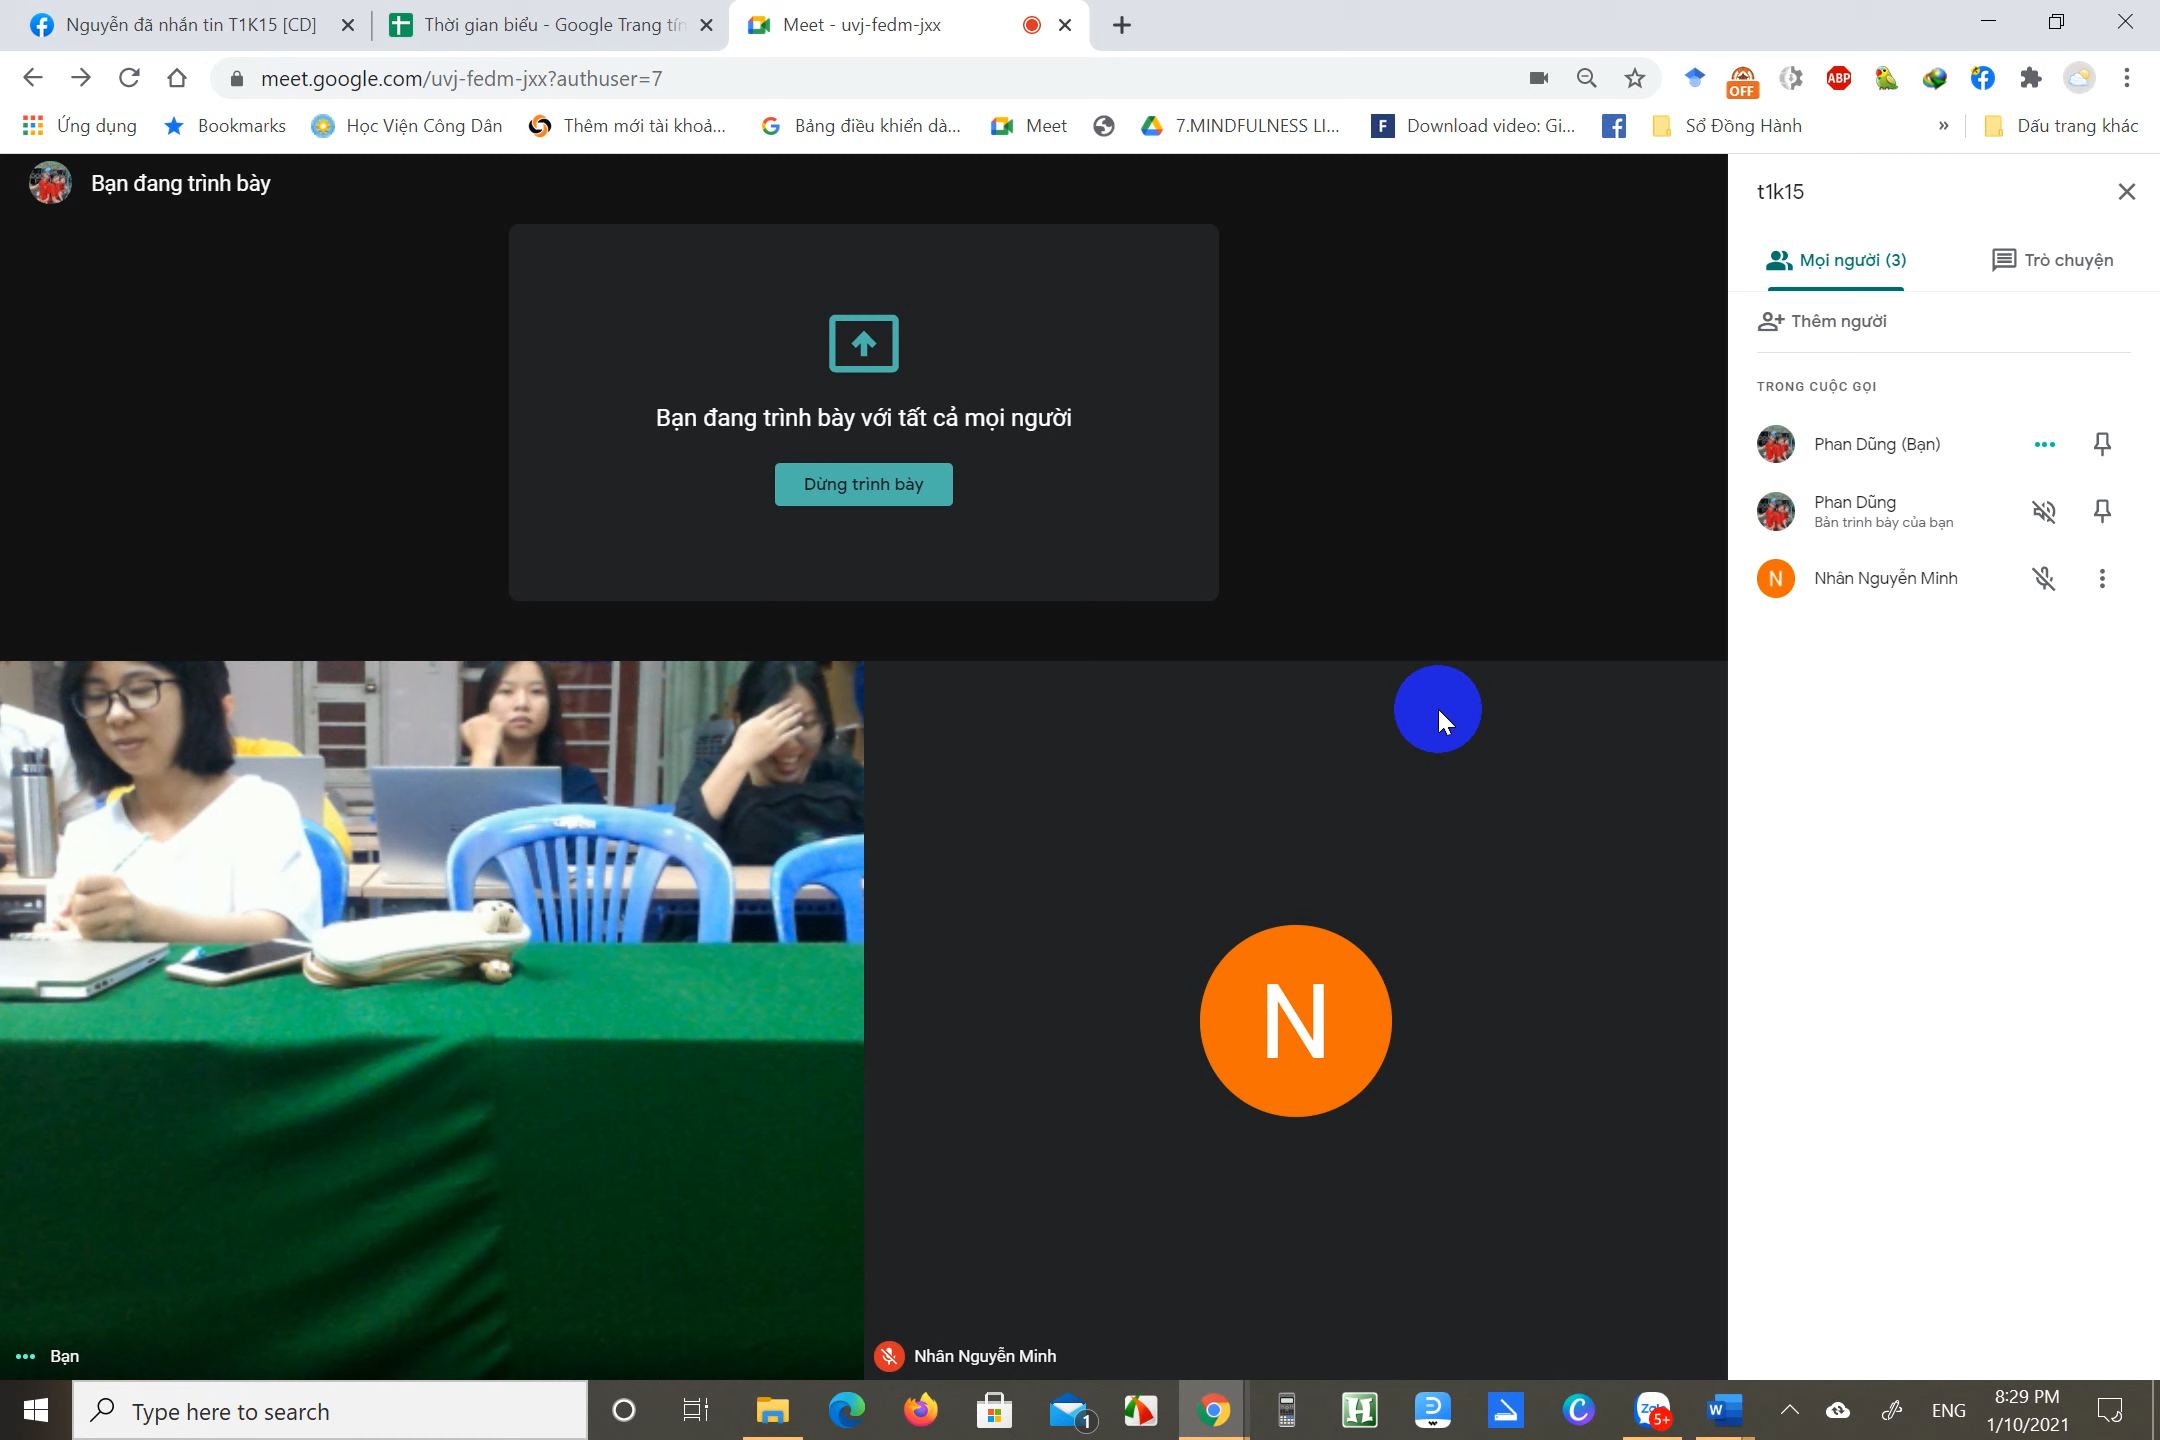 Nguyễn đã nhắn tin T1K15 [CD]
Thời gian biểu - Google Trang tín
Meet - uvj-fedm-jxx
meet.google.com/uvj-fedm-jxx?authuser=7
OFF
ABP
Ứng dụng
Bookmarks
Học Viện Công Dân
Thêm mới tài khoả...
Bảng điều khiển dà...
Meet
7.MINDFULNESS LI...
F
Download video: Gi...
Sổ Đồng Hành
»
Dấu trang khác
Bạn đang trình bày
Bạn đang trình bày với tất cả mọi người
Dừng trình bày
t1k15
Mọi người (3)
Trò chuyện
Thêm người
TRONG CUỘC GỌI
Phan Dũng (Bạn)
Phan Dũng
Bản trình bày của bạn
N
Nhân Nguyễn Minh
N
Bạn
Nhân Nguyễn Minh
Type here to search
1
Zalo
5+
W
ENG
8:29 PM
1/10/2021